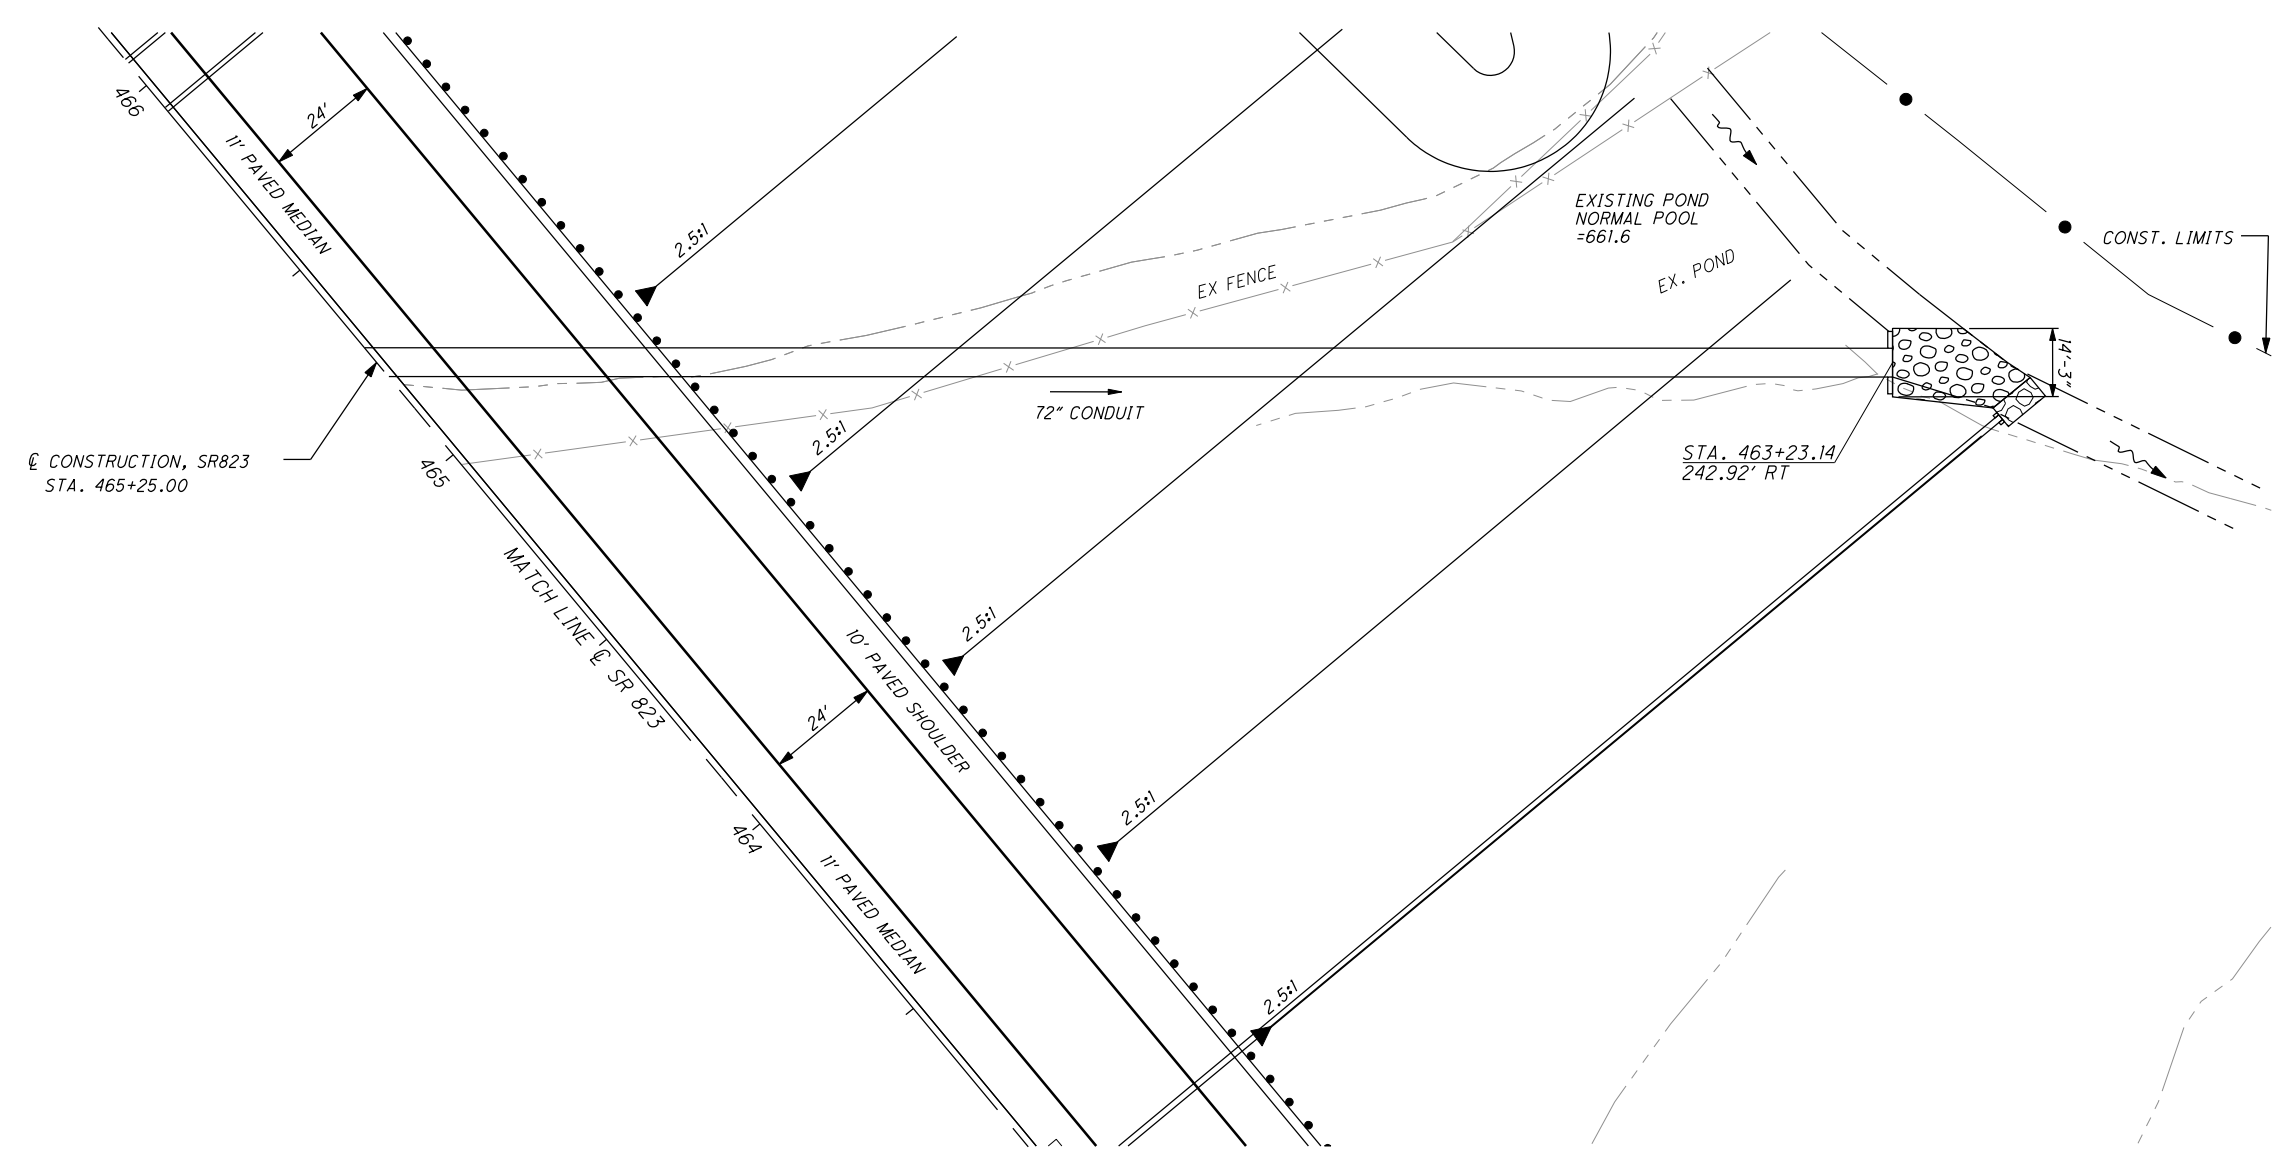 466
24'
11' PAVED MEDIAN
2.5:1
EXISTING POND
NORMAL POOL
=661.6
CONST. LIMITS
EX FENCE
EX. POND
14'-3"
72" CONDUIT
2.5:1
℄ CONSTRUCTION, SR823
STA. 465+25.00
465
STA. 463+23.14
242.92' RT
MATCH LINE ℄ SR 823
2.5:1
10' PAVED SHOULDER
24'
2.5:1
464
11' PAVED MEDIAN
2.5:1